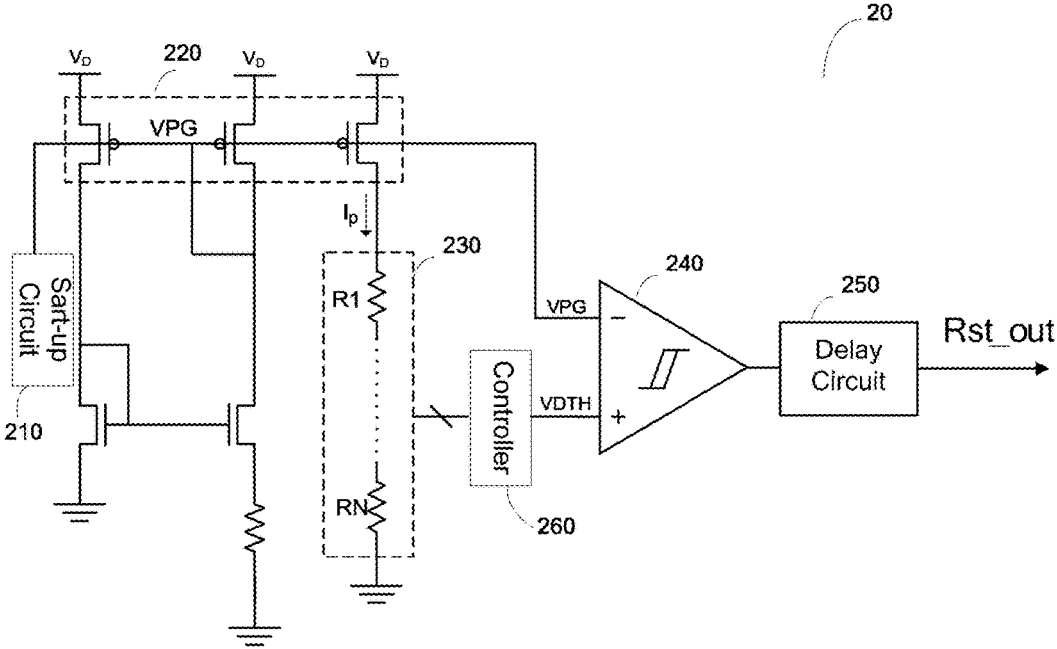 20
220
VD VD VD
VPG
Ip
230
Sart-up
Circuit
210
R1
RN
240
VPG
−
VDTH
+
Controller
260
250
Delay
Circuit
Rst_out